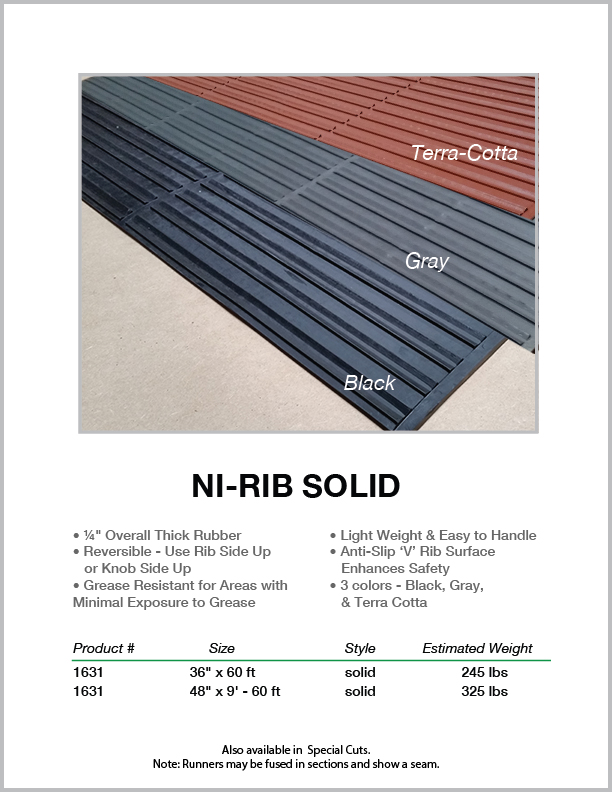 Terra-Cotta
Gray
Black
NI-RIB SOLID
• ¼" Overall Thick Rubber
• Reversible - Use Rib Side Up
or Knob Side Up
• Grease Resistant for Areas with
Minimal Exposure to Grease
• Light Weight & Easy to Handle
• Anti-Slip ‘V’ Rib Surface
Enhances Safety
• 3 colors - Black, Gray,
& Terra Cotta
Product # Size Style Estimated Weight
1631 36" x 60 ft solid 245 lbs
1631 48" x 9' - 60 ft solid 325 lbs
Also available in Special Cuts.
Note: Runners may be fused in sections and show a seam.